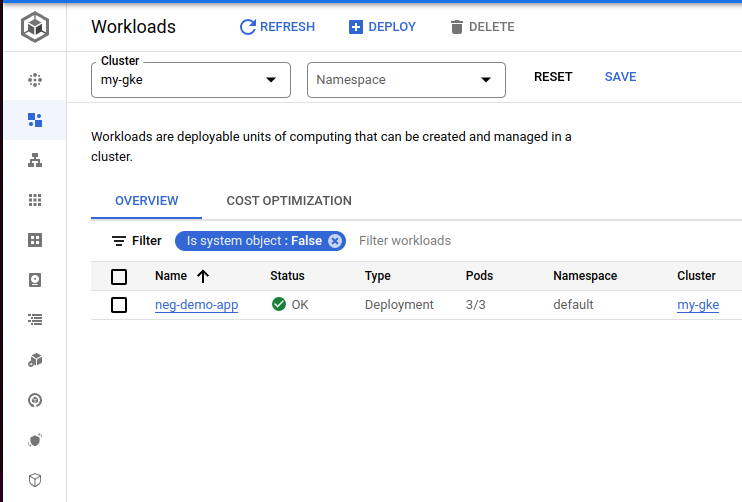 Workloads REFRESH DEPLOY DELETE
Cluster
my-gke Namespace RESET SAVE
Workloads are deployable units of computing that can be created and managed in a
cluster.
OVERVIEW COST OPTIMIZATION
Filter Is system object : False Filter workloads
Name Status Type Pods Namespace Cluster
neg-demo-app OK Deployment 3/3 default my-gke